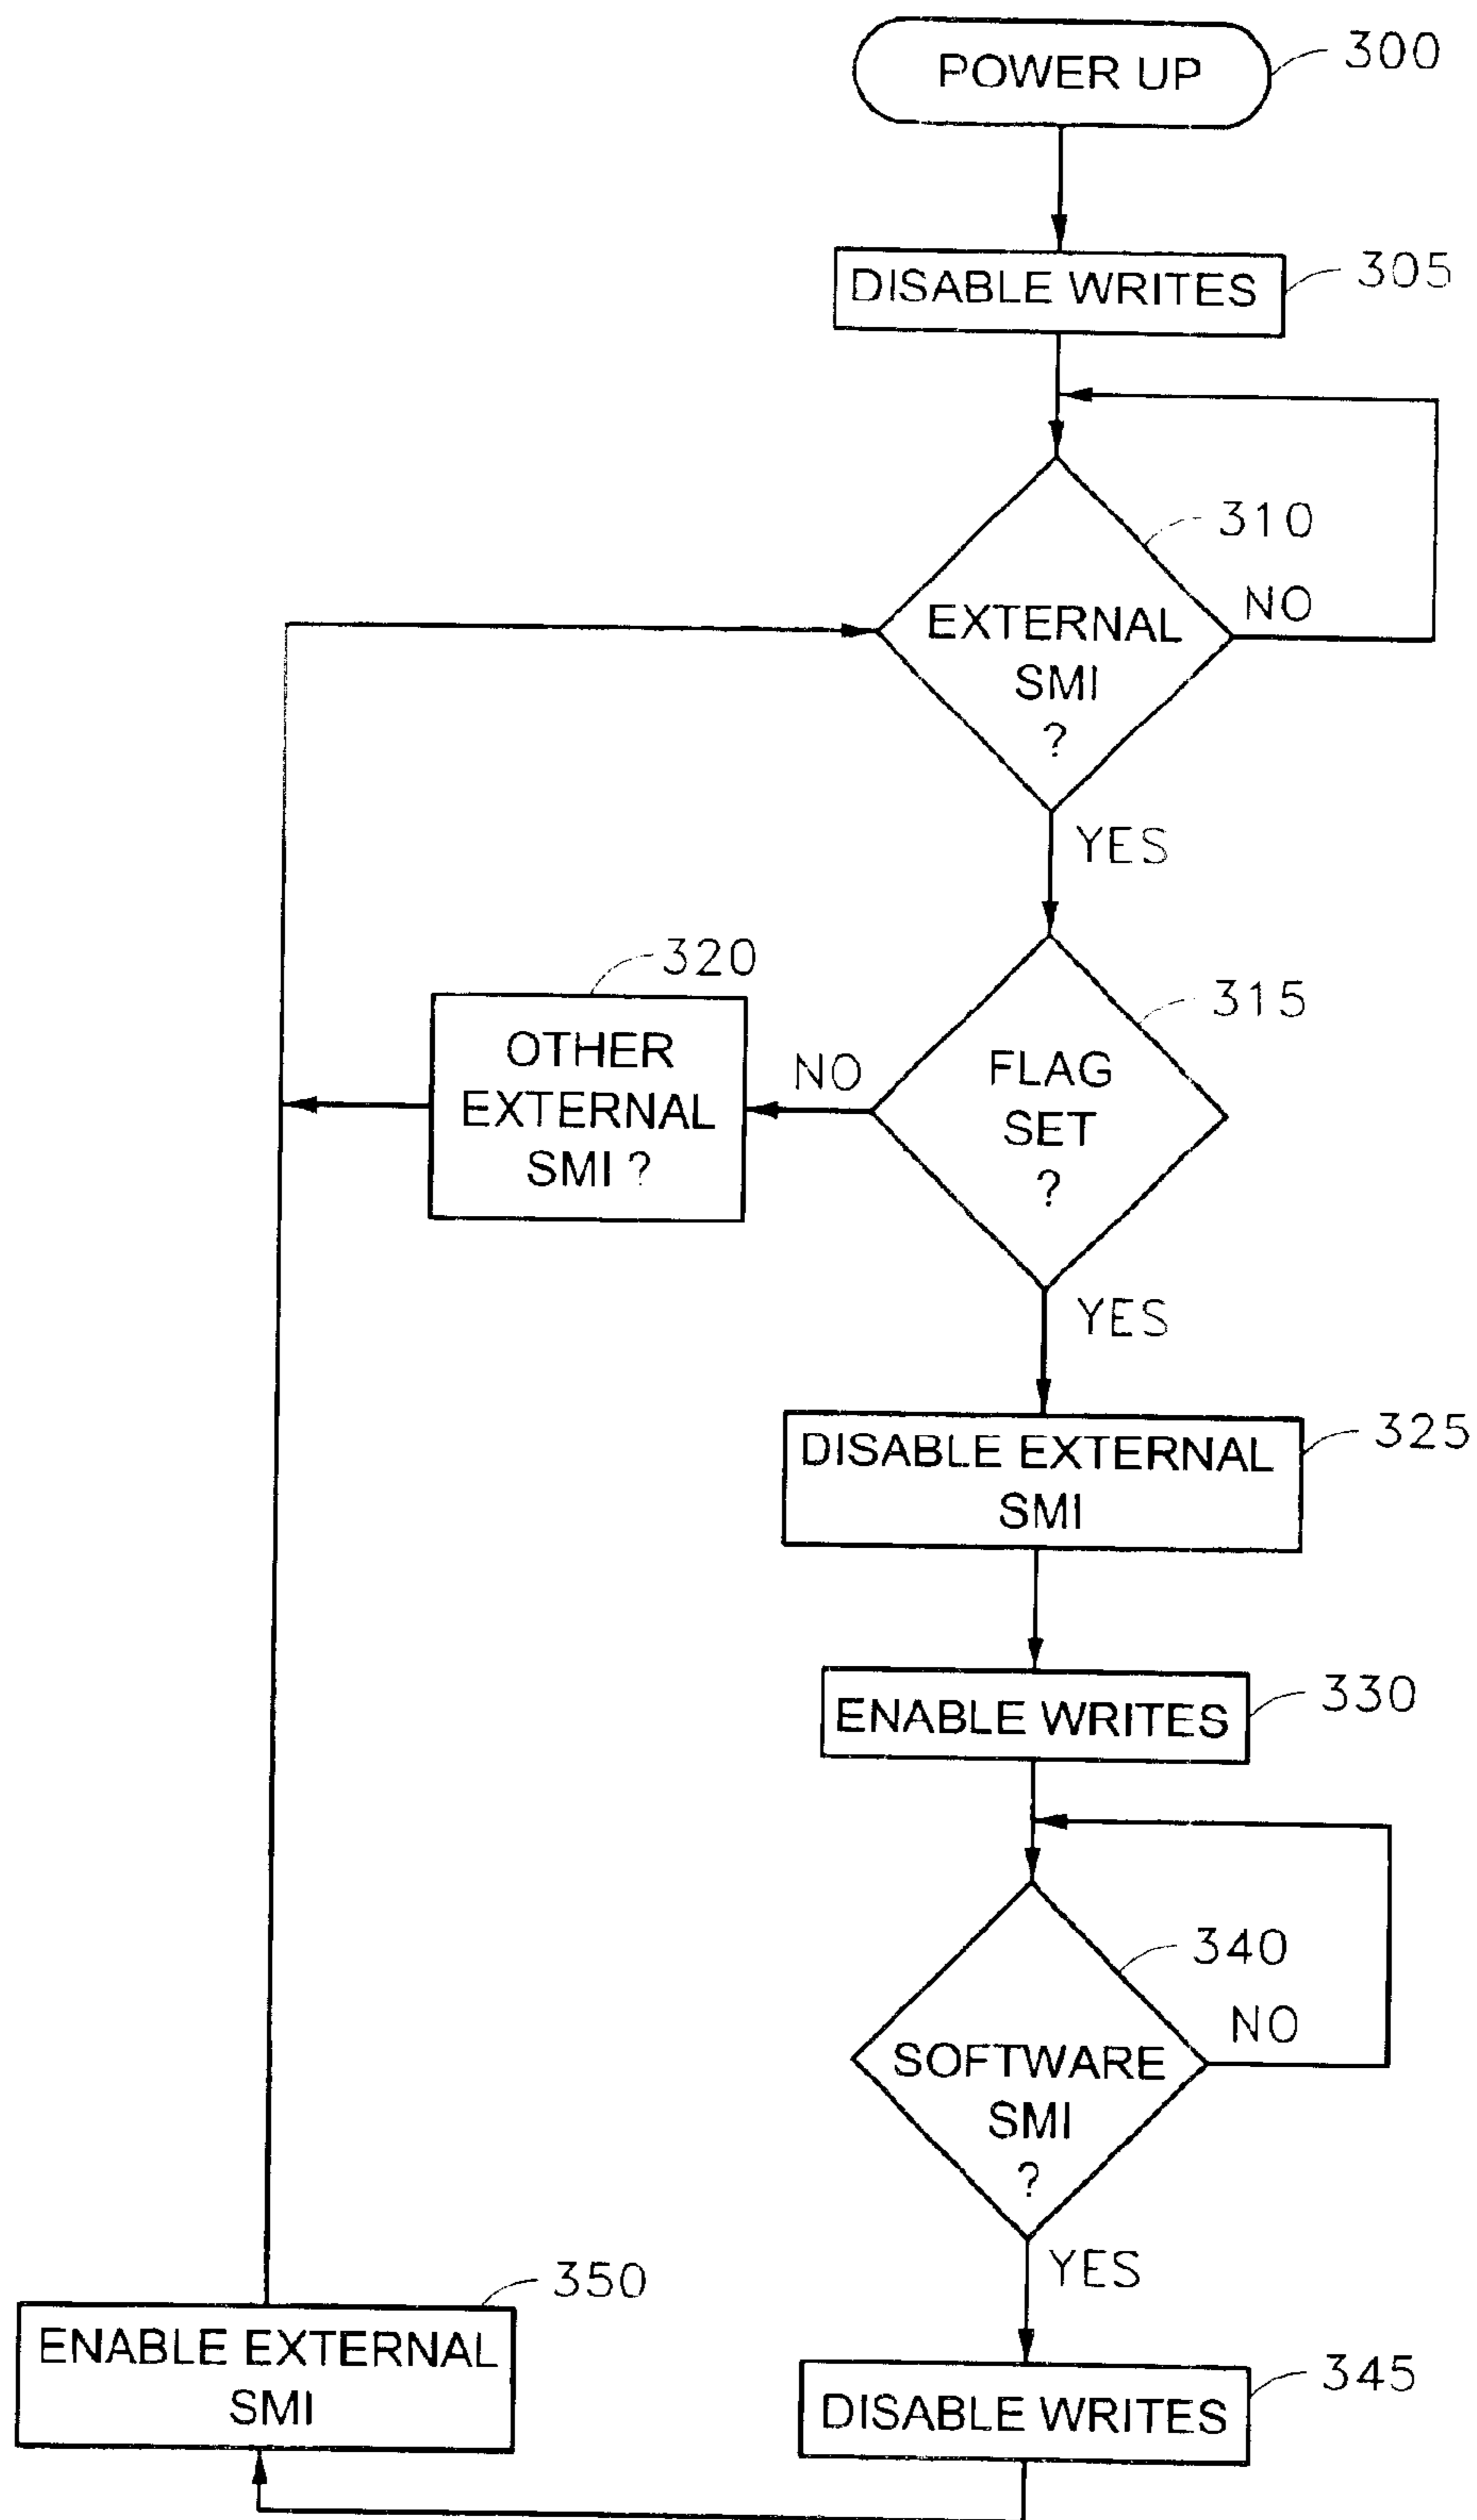 POWER UP
300
DISABLE WRITES
305
310
EXTERNAL
SMI
?
NO
YES
315
FLAG
SET
?
NO
320
OTHER
EXTERNAL
SMI ?
YES
DISABLE EXTERNAL
SMI
325
ENABLE WRITES
330
340
SOFTWARE
SMI
?
NO
YES
DISABLE WRITES
345
350
ENABLE EXTERNAL
SMI